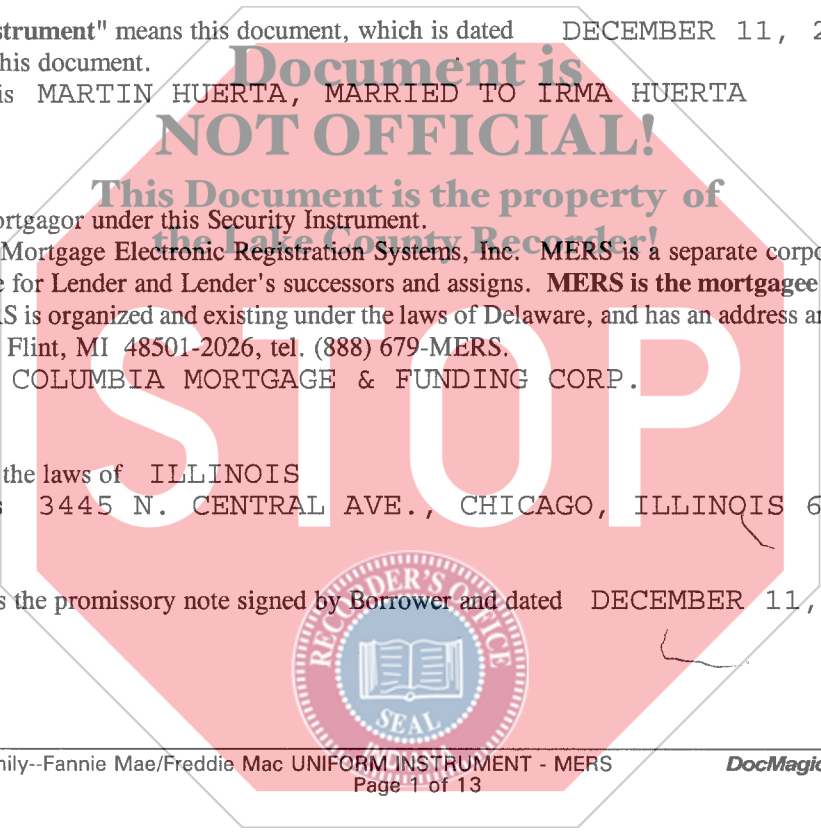 strument" means this document, which is dated DECEMBER 11, 2
his document.
Document is
is MARTIN HUERTA, MARRIED TO IRMA HUERTA
NOT OFFICIAL!
This Document is the property of
ortgagor under this Security Instrument.
the Lake County Recorder!
Mortgage Electronic Registration Systems, Inc. MERS is a separate corpo
e for Lender and Lender's successors and assigns. MERS is the mortgagee
RS is organized and existing under the laws of Delaware, and has an address an
Flint, MI 48501-2026, tel. (888) 679-MERS.
COLUMBIA MORTGAGE & FUNDING CORP.
STOP
the laws of ILLINOIS
s 3445 N. CENTRAL AVE., CHICAGO, ILLINOIS 6
s the promissory note signed by Borrower and dated DECEMBER 11,
RECORDER'S OFFICE
SEAL
INDIANA
mily--Fannie Mae/Freddie Mac UNIFORM INSTRUMENT - MERS DocMagic
Page 1 of 13